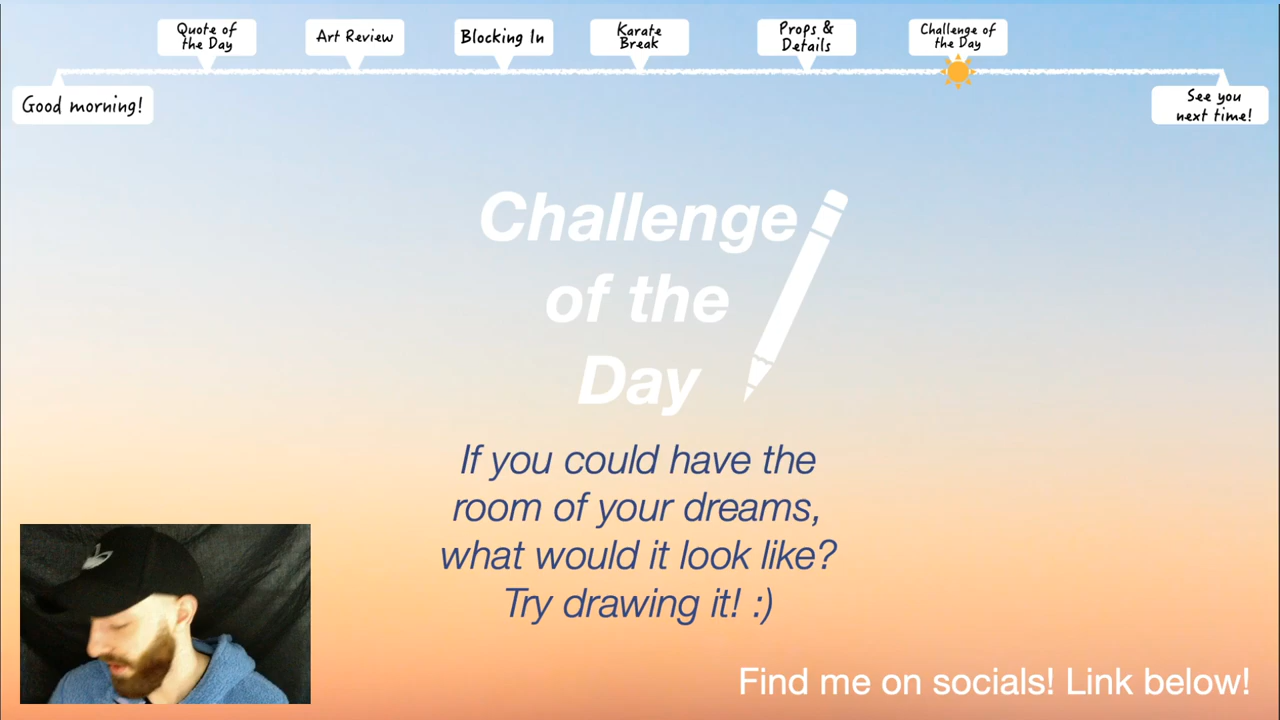 Quote of
the Day
Art Review
Blocking In
Karate
Break
Props &
Details
Challenge of
the Day
Good morning!
See you
next time!
Challenge
of the
Day
If you could have the
room of your dreams,
what would it look like?
Try drawing it! :)
Find me on socials! Link below!